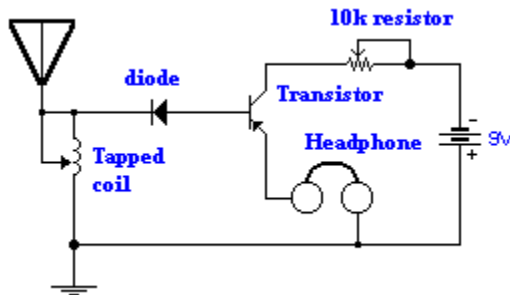 10k resistor
diode
Transistor
-
Headphone
9V
+
Tapped
coil